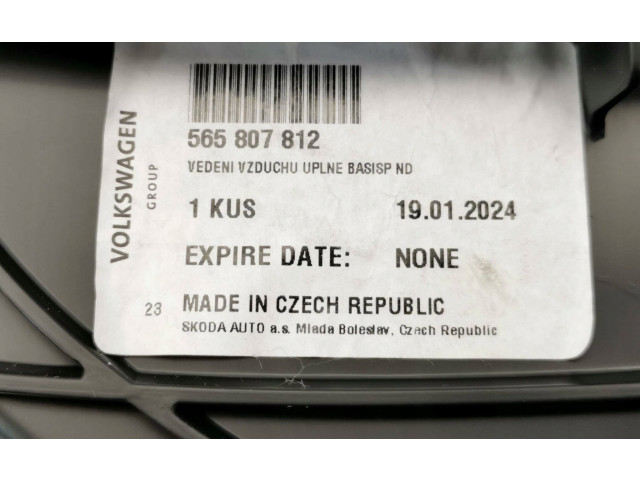 VOLKSWAGEN
GROUP
565 807 812
VEDENI VZDUCHU UPLNE BASISP ND
1 KUS 19.01.2024
EXPIRE DATE: NONE
23 MADE IN CZECH REPUBLIC
SKODA AUTO a.s. Mlada Boleslav, Czech Republic